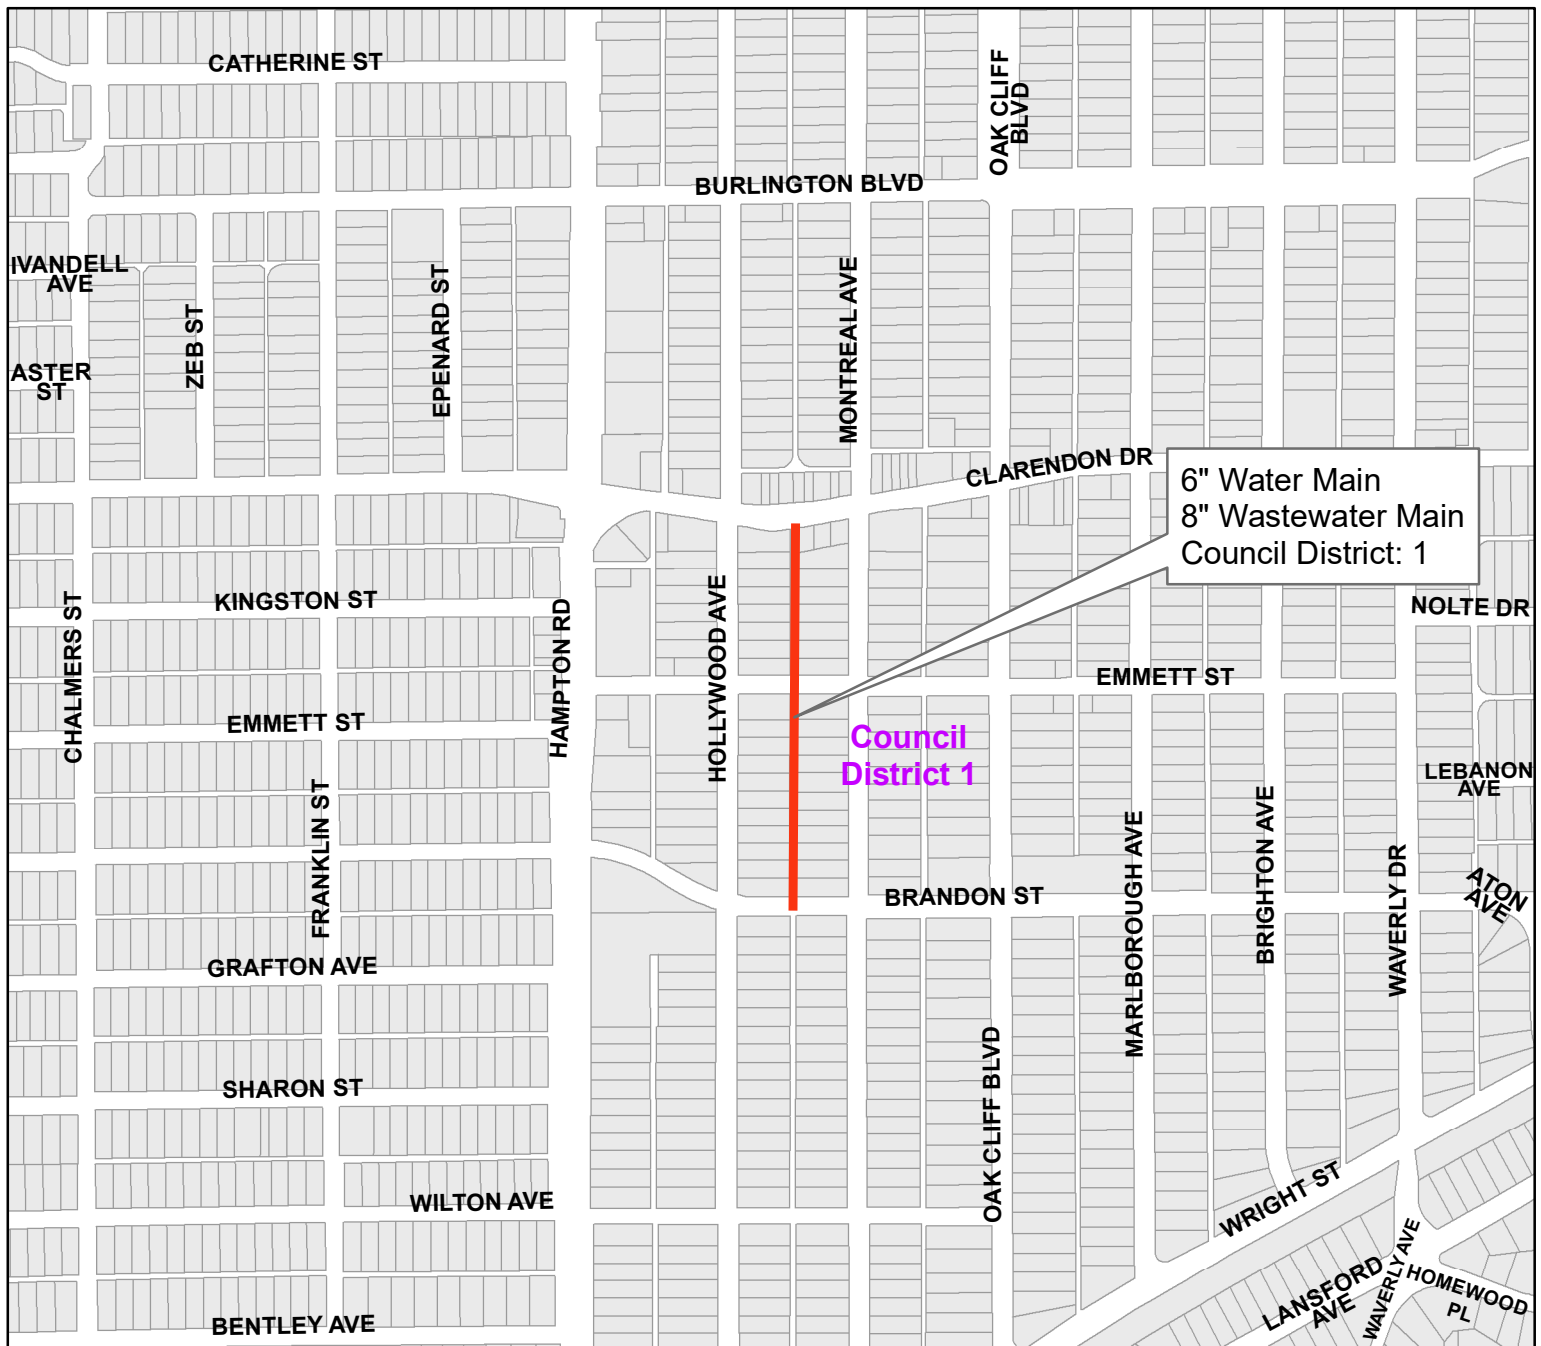 CATHERINE ST
OAK CLIFF
BLVD
BURLINGTON BLVD
IVANDELL
AVE
ZEB ST
EPENARD ST
MONTREAL AVE
ASTER
ST
CLARENDON DR
6" Water Main
8" Wastewater Main
Council District: 1
KINGSTON ST
NOLTE DR
CHALMERS ST
HAMPTON RD
HOLLYWOOD AVE
EMMETT ST
EMMETT ST
Council
District 1
LEBANON
AVE
FRANKLIN ST
MARLBOROUGH AVE
BRIGHTON AVE
WAVERLY DR
BRANDON ST
ATON
AVE
GRAFTON AVE
OAK CLIFF BLVD
SHARON ST
WILTON AVE
WRIGHT ST
LANSFORD
AVE
WAVERLY AVE
HOMEWOOD
PL
BENTLEY AVE